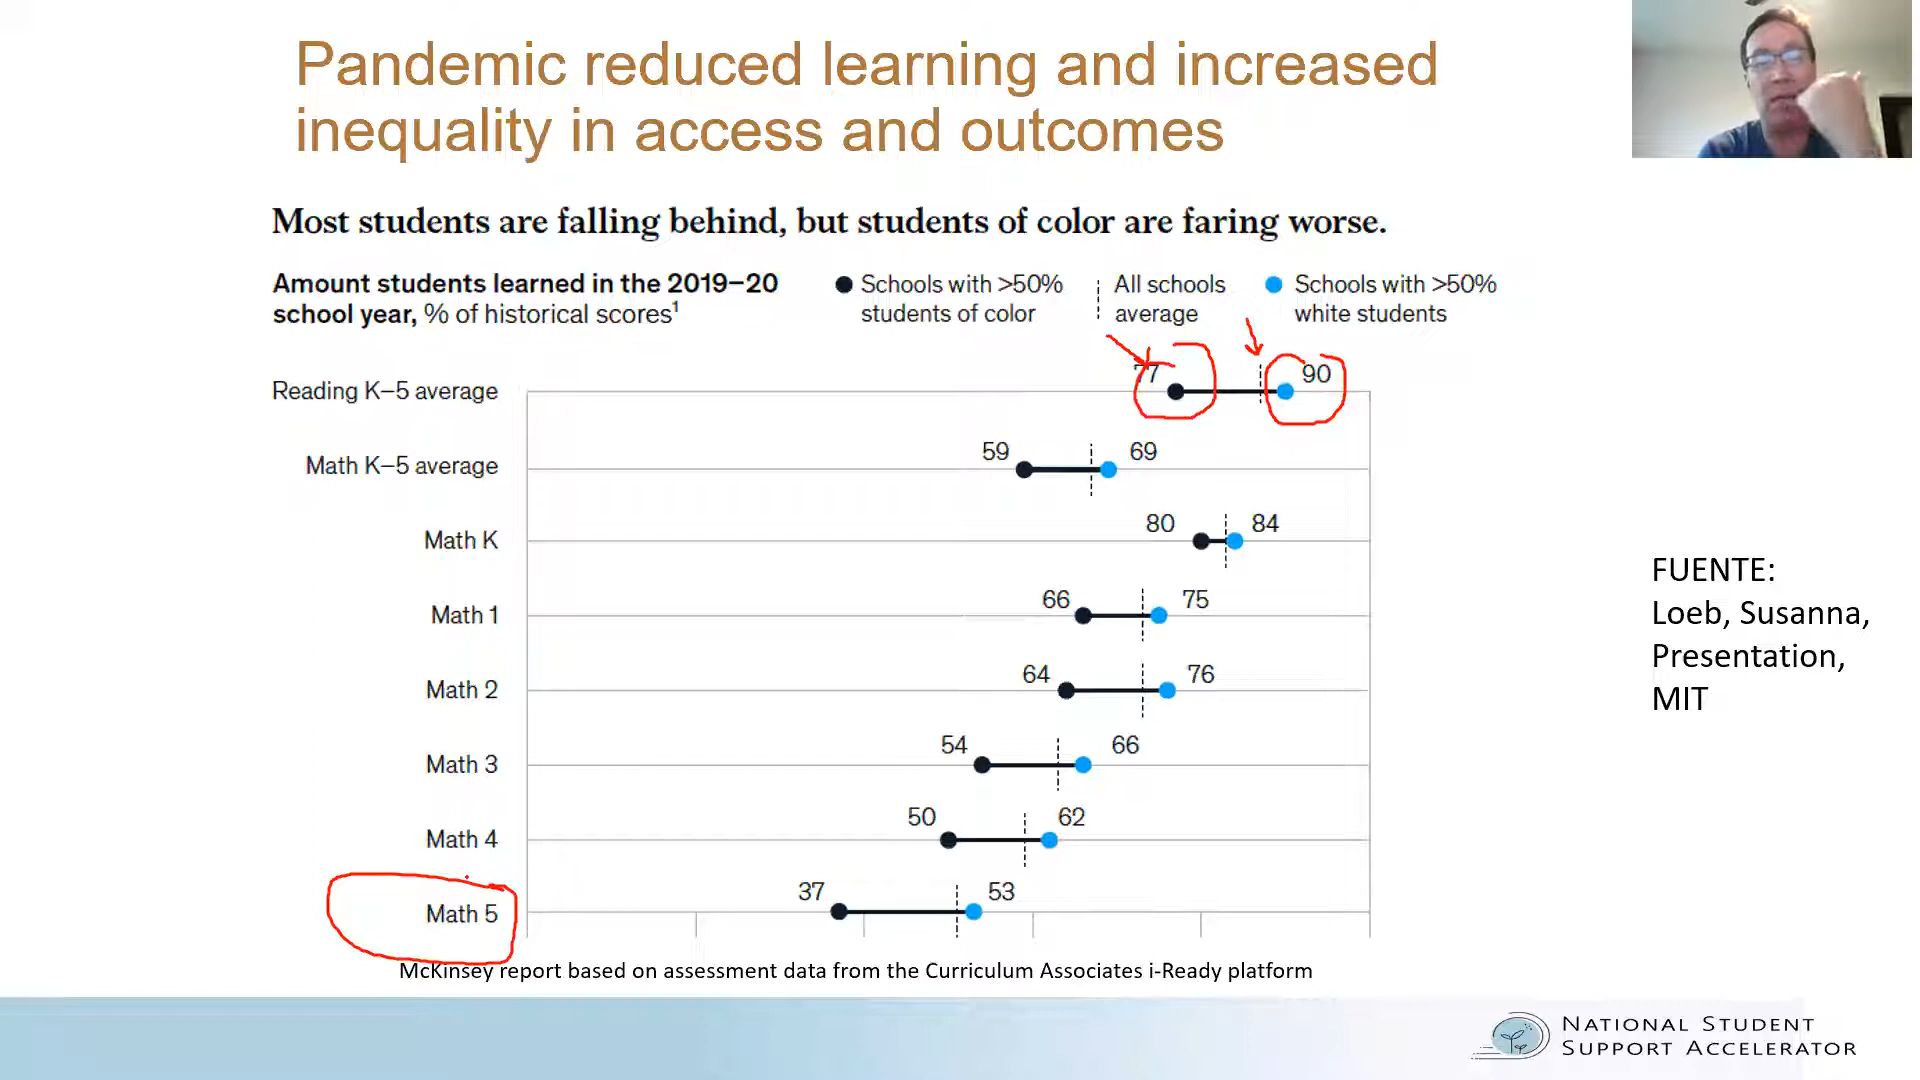 Pandemic reduced learning and increased
inequality in access and outcomes
Most students are falling behind, but students of color are faring worse.
Amount students learned in the 2019–20
school year, % of historical scores¹
Schools with >50%
students of color
All schools
average
Schools with >50%
white students
Reading K–5 average
77
90
Math K–5 average
59
69
Math K
80
84
Math 1
66
75
Math 2
64
76
Math 3
54
66
Math 4
50
62
Math 5
37
53
McKinsey report based on assessment data from the Curriculum Associates i-Ready platform
FUENTE:
Loeb, Susanna,
Presentation,
MIT
NATIONAL STUDENT
SUPPORT ACCELERATOR